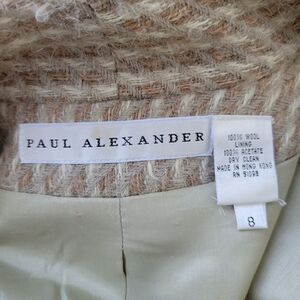 PAUL ALEXANDER
100% WOOL
LINING
100% ACETATE
DRY CLEAN
MADE IN HONG KONG
RN 51098
8